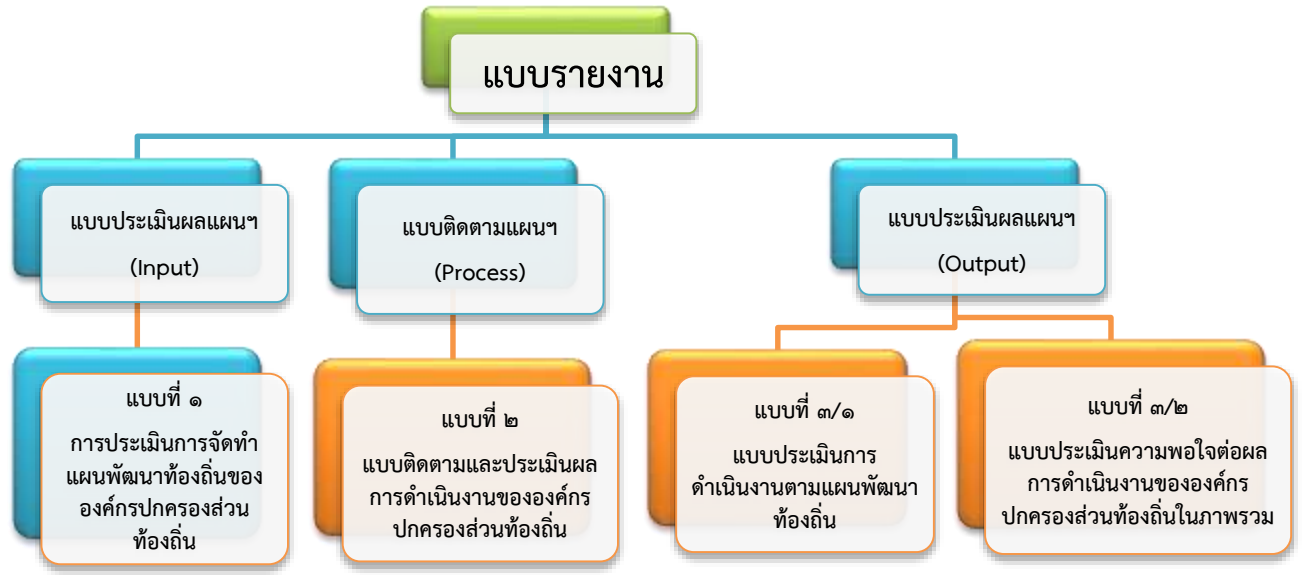 แบบรายงาน
แบบประเมินผลแผนฯ
(Input)
แบบติดตามแผนฯ
(Process)
แบบประเมินผลแผนฯ
(Output)
แบบที่ ๑
การประเมินการจัดทำ
แผนพัฒนาท้องถิ่นของ
องค์กรปกครองส่วน
ท้องถิ่น
แบบที่ ๒
แบบติดตามและประเมินผล
การดำเนินงานขององค์กร
ปกครองส่วนท้องถิ่น
แบบที่ ๓/๑
แบบประเมินการ
ดำเนินงานตามแผนพัฒนา
ท้องถิ่น
แบบที่ ๓/๒
แบบประเมินความพอใจต่อผล
การดำเนินงานขององค์กร
ปกครองส่วนท้องถิ่นในภาพรวม